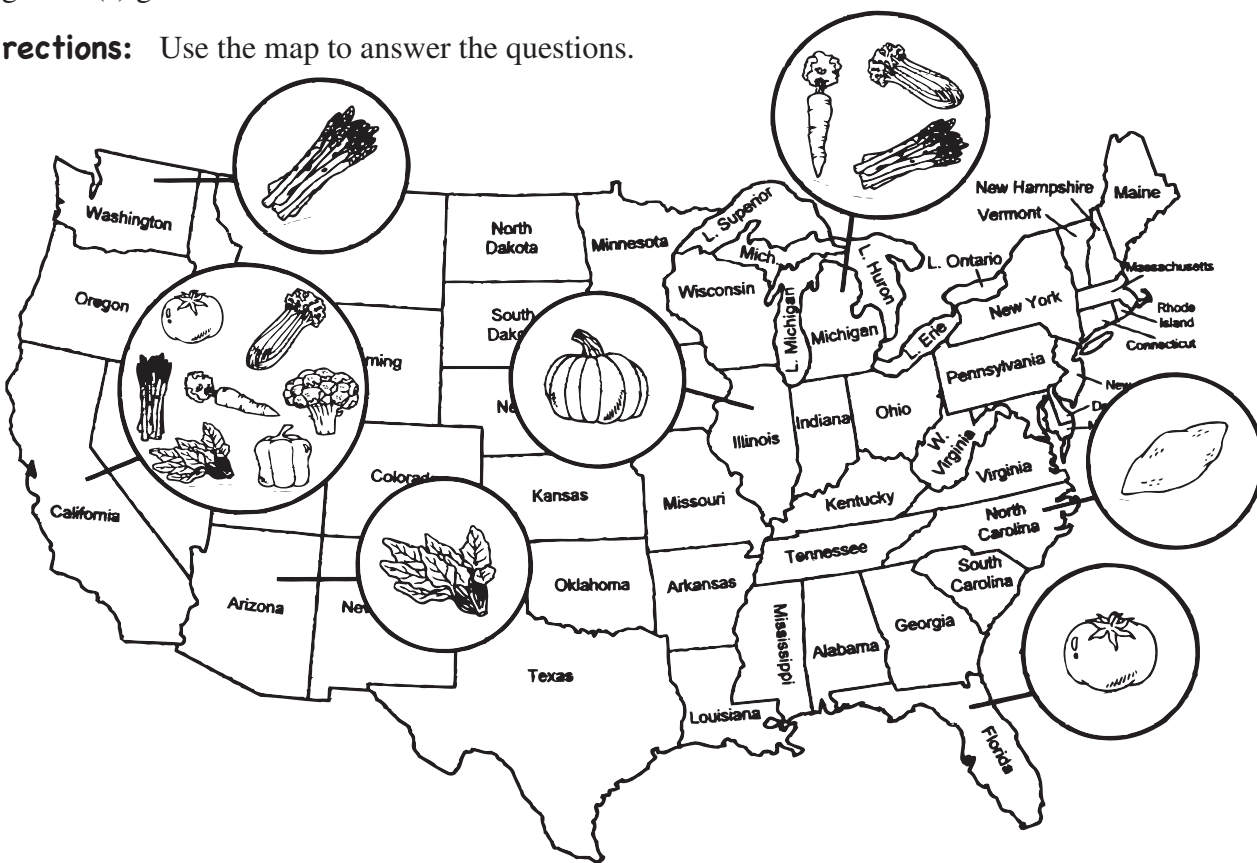 rections: Use the map to answer the questions.
Washington
Oregon
California
North
Dakota
South
Minnesota
Wisconsin
L. Superior
Mich.
L. Michigan
L. Huron
Michigan
L. Ontario
L. Erie
New Hampshire
Vermont
Maine
Massachusetts
Rhode
Island
Connecticut
New York
Pennsylvania
Illinois
Indiana
Ohio
W.
Virginia
Virginia
Kentucky
North
Carolina
Tennessee
South
Carolina
Kansas
Missouri
Oklahoma
Arkansas
Arizona
Texas
Louisiana
Mississippi
Alabama
Georgia
Florida
ming
Colorad
New